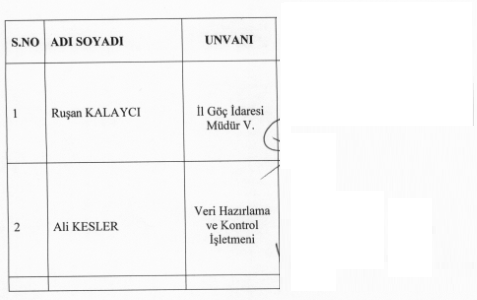 S.NO ADI SOYADI UNVANI
1 Ruşan KALAYCI İl Göç İdaresi
Müdür V.
2 Ali KESLER Veri Hazırlama
ve Kontrol
İşletmeni